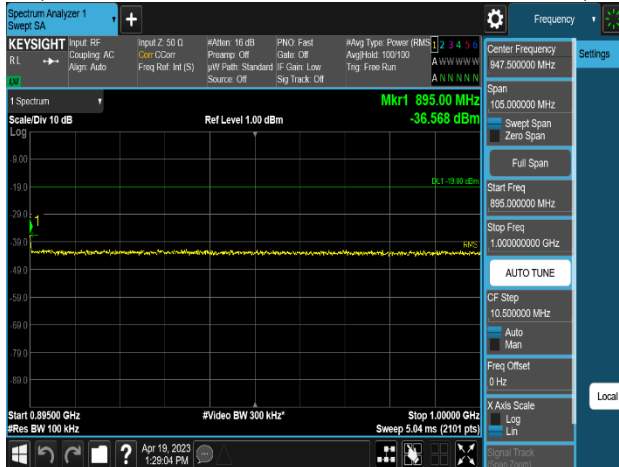 Spectrum Analyzer 1
Swept SA
+
Frequency
Settings
KEYSIGHT
RL
Input: RF
Coupling: AC
Align: Auto
Input Z: 50 Ω
Corr CCorr
Freq Ref: Int (S)
#Atten: 16 dB
Preamp: Off
µW Path: Standard
Source: Off
PNO: Fast
Gate: Off
IF Gain: Low
Sig Track: Off
#Avg Type: Power (RMS
Avg|Hold: 100/100
Trig: Free Run
1 2 3 4 5 6
A W W W W W
A N N N N N
1 Spectrum
Scale/Div 10 dB
Log
Ref Level 1.00 dBm
Mkr1 895.00 MHz
-36.568 dBm
-9.00
-19.0
DL1 -19.00 dBm
-29.0
1
-39.0
RMS
-49.0
-59.0
-69.0
-79.0
-89.0
Start 0.89500 GHz
#Res BW 100 kHz
#Video BW 300 kHz*
Stop 1.00000 GHz
Sweep 5.04 ms (2101 pts)
Center Frequency
947.500000 MHz
Span
105.000000 MHz
Swept Span
Zero Span
Full Span
Start Freq
895.000000 MHz
Stop Freq
1.000000000 GHz
AUTO TUNE
CF Step
10.500000 MHz
Auto
Man
Freq Offset
0 Hz
X Axis Scale
Log
Lin
Signal Track
(Span Zoom)
Local
?
Apr 19, 2023
1:29:04 PM